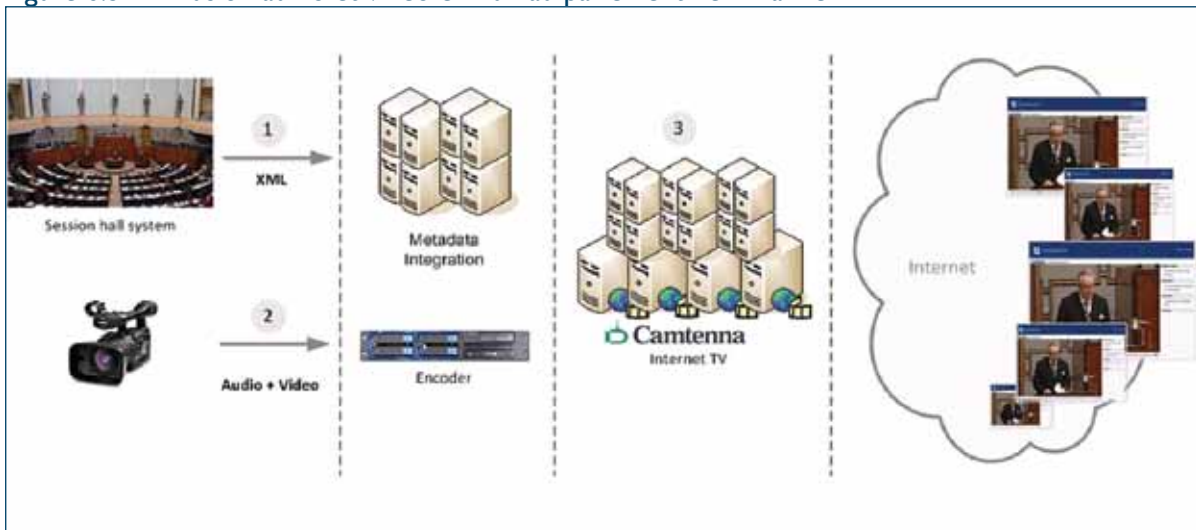 1
XML
Session hall system
Metadata
Integration
2
Audio + Video
Encoder
3
Camtenna
Internet TV
Internet